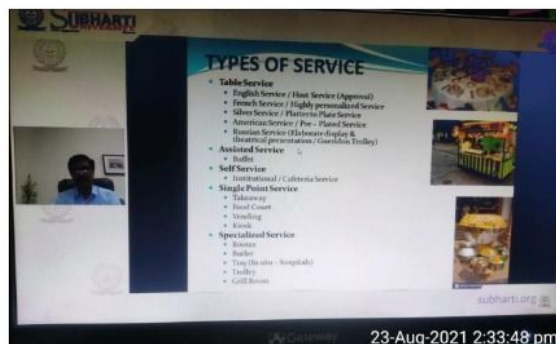 SUBHARTI
UNIVERSITY
TYPES OF SERVICE
• Table Service
• English Service / Host Service (Approval)
• French Service / Highly personalized Service
• Silver Service / Platter to Plate Service
• American Service / Pre - Plated Service
• Russian Service (Elaborate display &
theatrical presentation / Gueridon Trolley)
• Assisted Service
• Buffet
• Self Service
• Institutional / Cafeteria Service
• Single Point Service
• Takeaway
• Food Court
• Vending
• Kiosk
• Specialized Service
• Rooms
• Butler
• Tray (In situ - Hospitals)
• Trolley
• Grill Room
subharti.org
Gateway
23-Aug-2021 2:33:48 pm